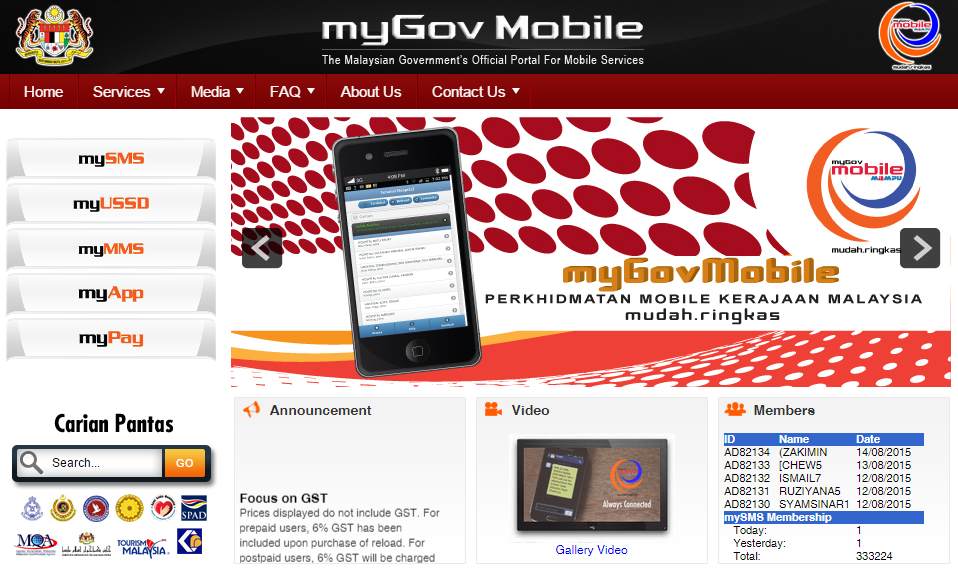 myGov Mobile
The Malaysian Government's Official Portal For Mobile Services
myGov
mobile
mudah.ringkas
Home Services Media FAQ About Us Contact Us
mySMS
myUSSD
myMMS
myApp
myPay
Carian Pantas
Search... GO
SPAD
MQA
TOURISM
MALAYSIA
4:08 PM
myGov
mobile
MAMPU
mudah.ringkas
myGovMobile
PERKHIDMATAN MOBILE KERAJAAN MALAYSIA
mudah.ringkas
Announcement
Focus on GST
Prices displayed do not include GST. For
prepaid users, 6% GST has been
included upon purchase of reload. For
postpaid users, 6% GST will be charged
Video
Always Connected
Gallery Video
Members
ID Name Date
AD82134 (ZAKIMIN 14/08/2015
AD82133 [CHEW5 13/08/2015
AD82132 ISMAIL7 12/08/2015
AD82131 RUZIYANA5 12/08/2015
AD82130 SYAMSINAR1 12/08/2015
mySMS Membership
Today: 1
Yesterday: 1
Total: 333224